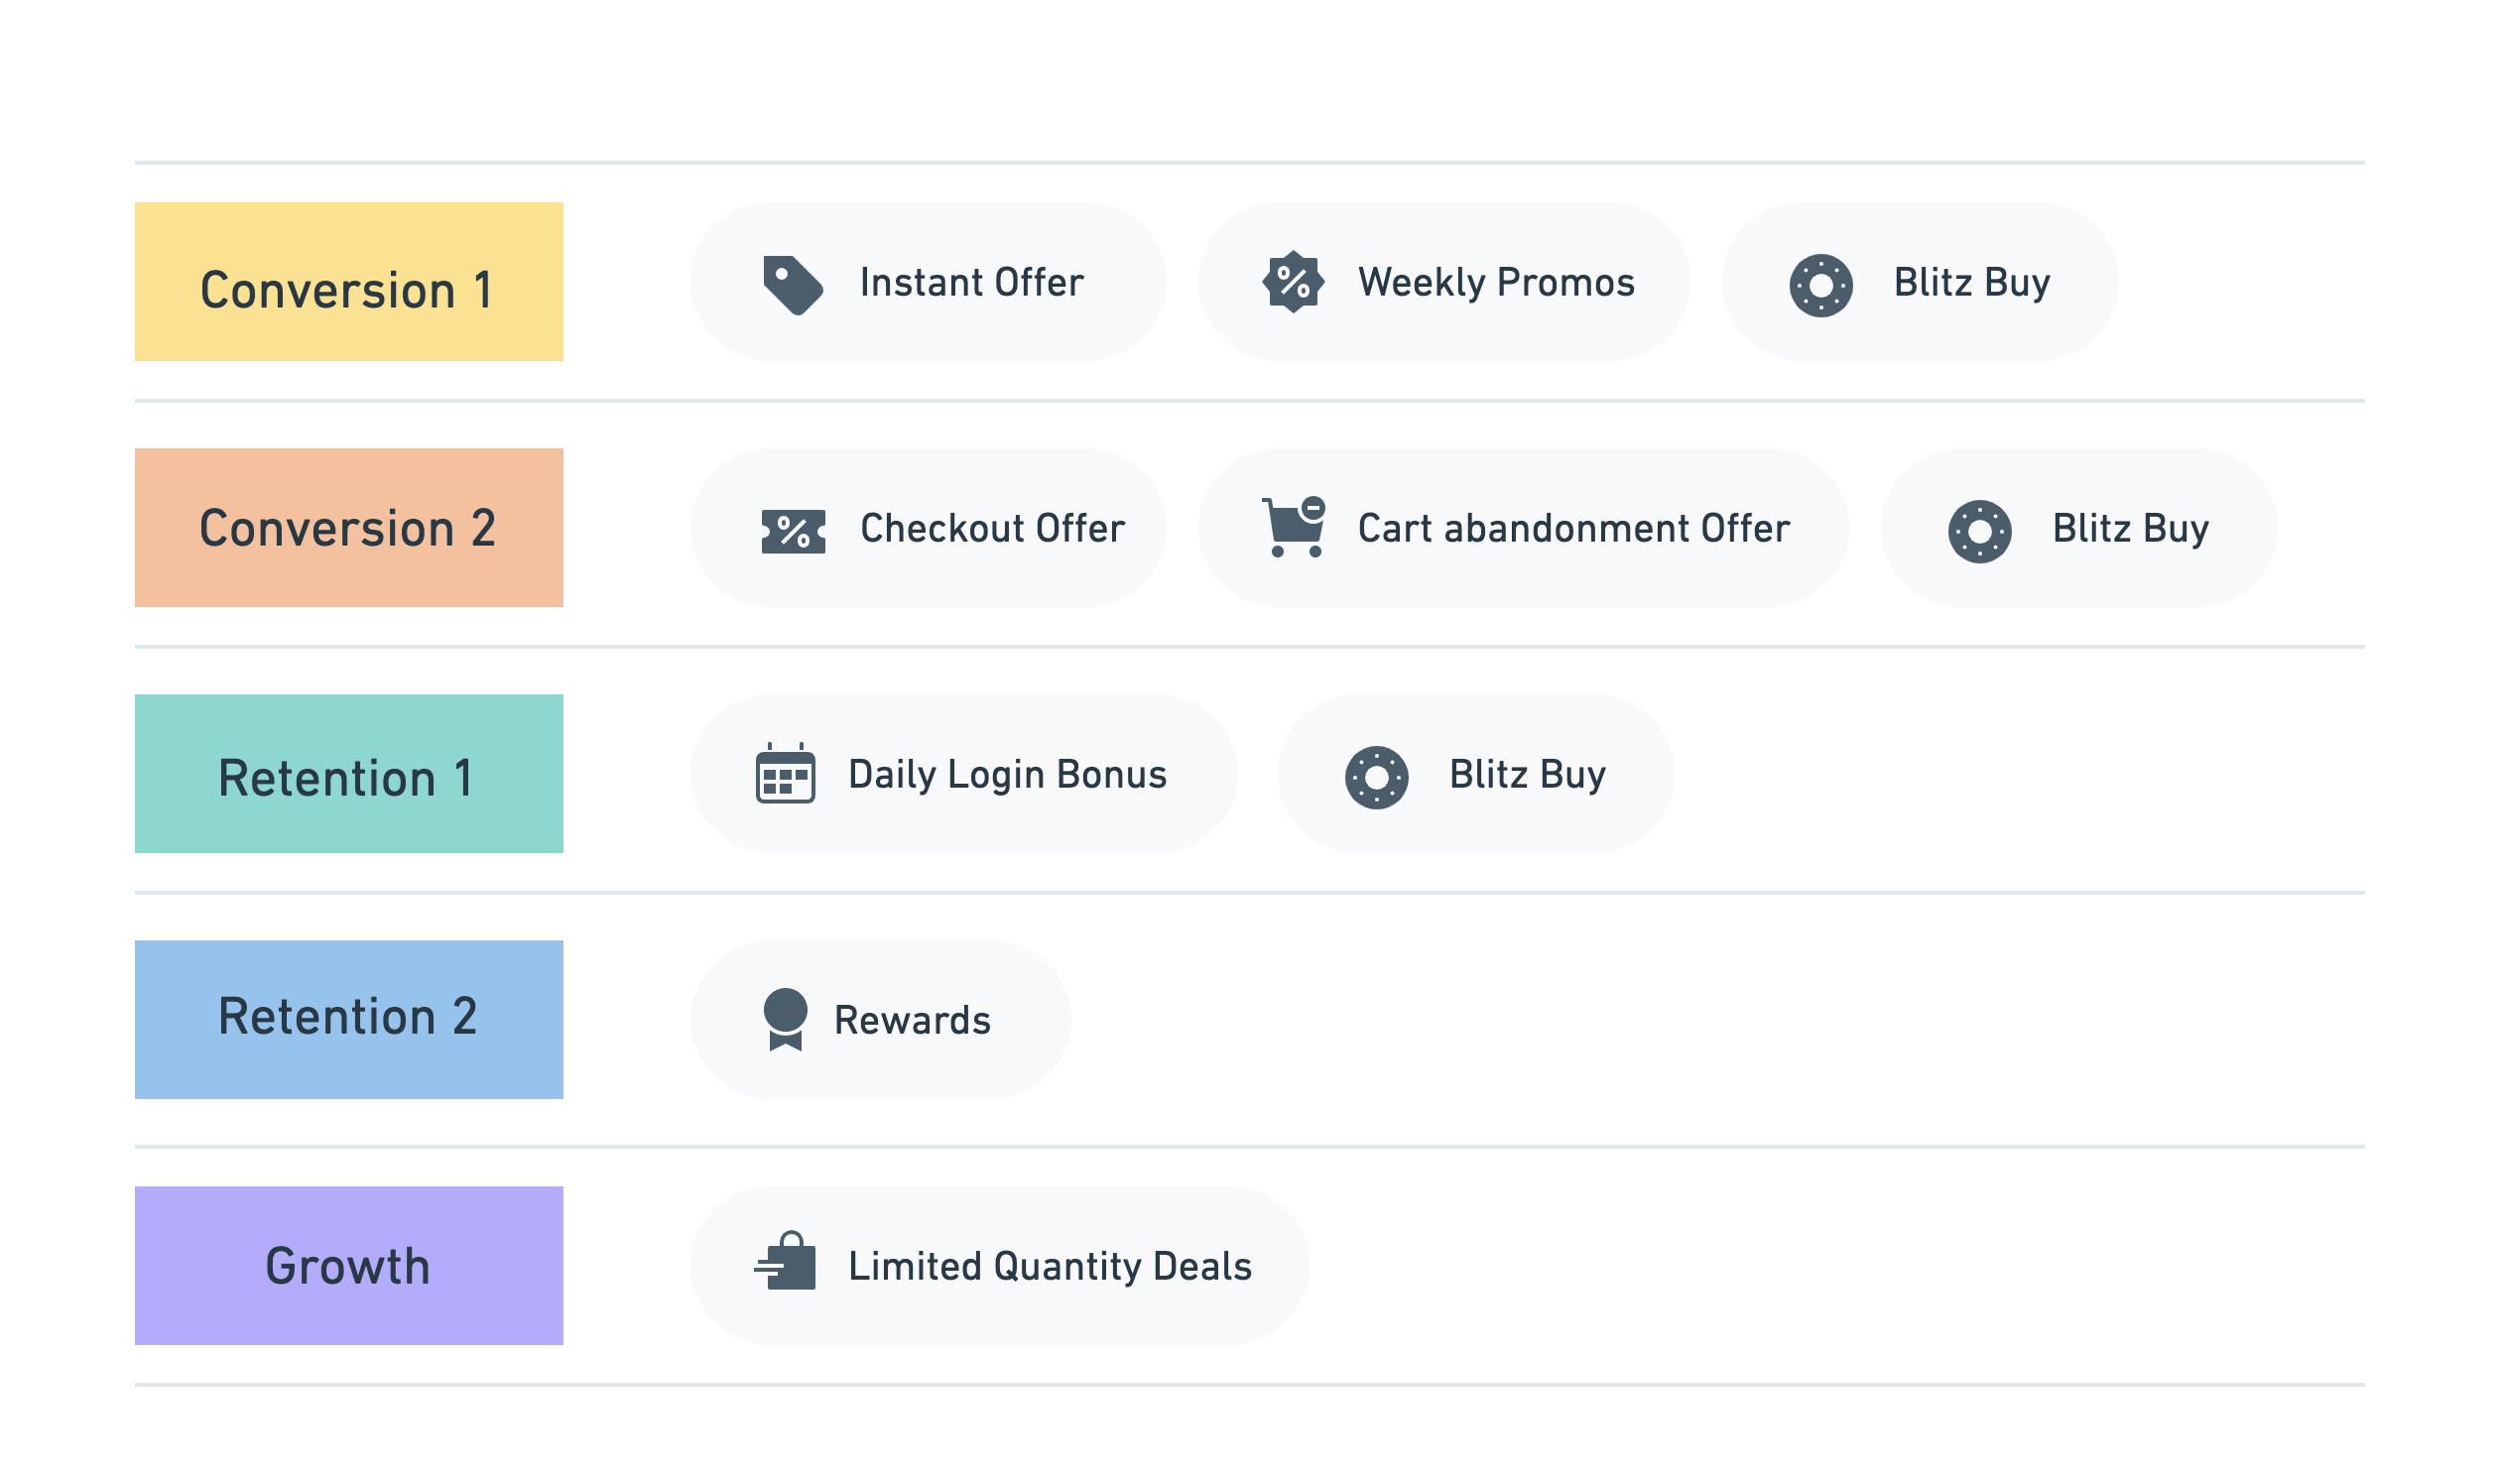 Conversion 1
Instant Offer
Weekly Promos
Blitz Buy
Conversion 2
Checkout Offer
Cart abandonment Offer
Blitz Buy
Retention 1
Daily Login Bonus
Blitz Buy
Retention 2
Rewards
Growth
Limited Quantity Deals